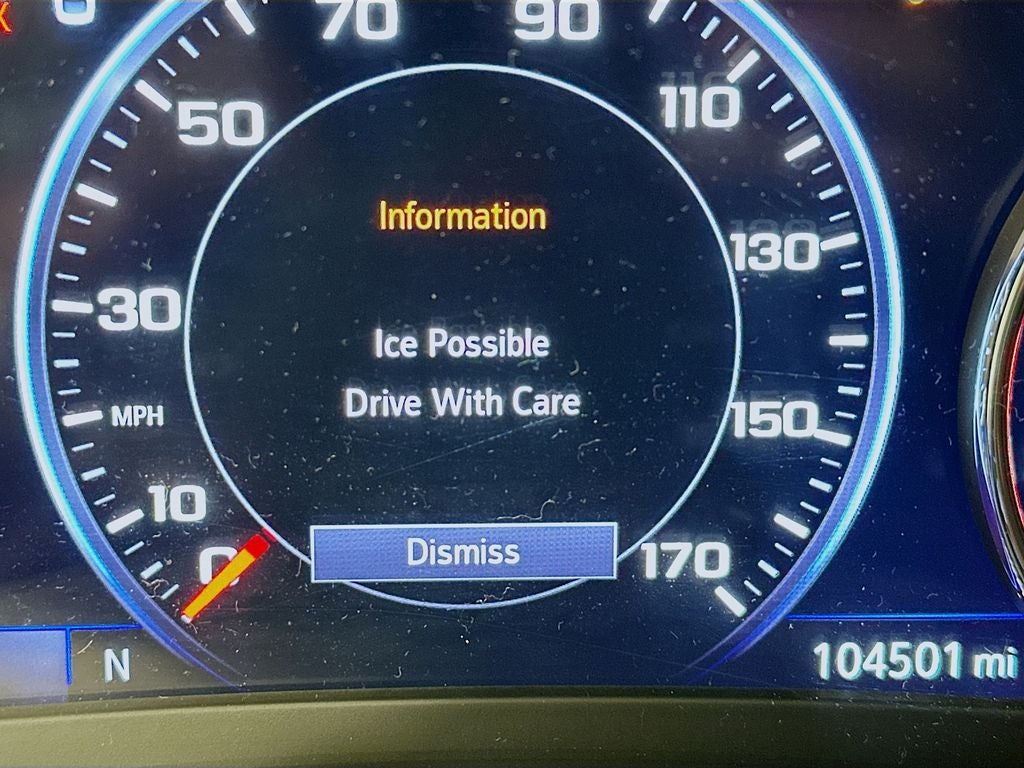 70
90
50
110
Information
130
30
Ice Possible
Drive With Care
MPH
150
10
0
Dismiss
170
N
104501 mi